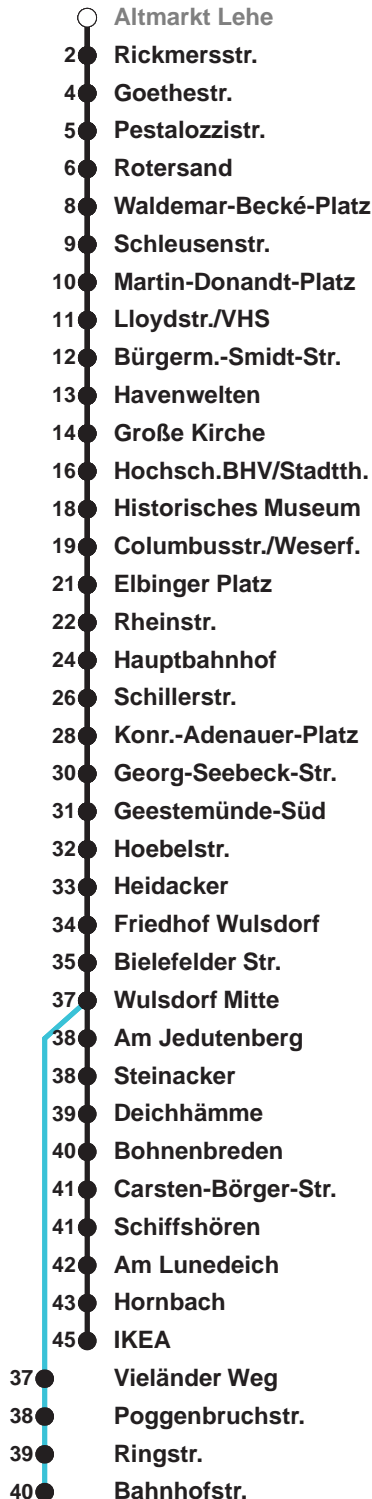 Altmarkt Lehe
2 Rickmersstr.
4 Goethestr.
5 Pestalozzistr.
6 Rotersand
8 Waldemar-Becké-Platz
9 Schleusenstr.
10 Martin-Donandt-Platz
11 Lloydstr./VHS
12 Bürgerm.-Smidt-Str.
13 Havenwelten
14 Große Kirche
16 Hochsch.BHV/Stadtth.
18 Historisches Museum
19 Columbusstr./Weserf.
21 Elbinger Platz
22 Rheinstr.
24 Hauptbahnhof
26 Schillerstr.
28 Konr.-Adenauer-Platz
30 Georg-Seebeck-Str.
31 Geestemünde-Süd
32 Hoebelstr.
33 Heidacker
34 Friedhof Wulsdorf
35 Bielefelder Str.
37 Wulsdorf Mitte
38 Am Jedutenberg
38 Steinacker
39 Deichhämme
40 Bohnenbreden
41 Carsten-Börger-Str.
41 Schiffshören
42 Am Lunedeich
43 Hornbach
45 IKEA
37 Vieländer Weg
38 Poggenbruchstr.
39 Ringstr.
40 Bahnhofstr.